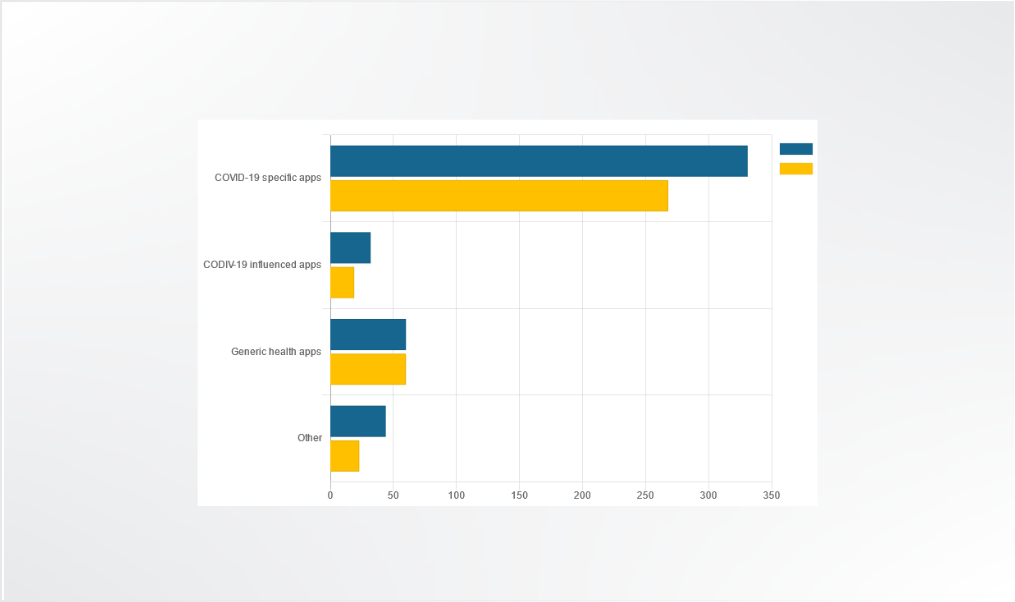 COVID-19 specific apps
CODIV-19 influenced apps
Generic health apps
Other
0 50 100 150 200 250 300 350